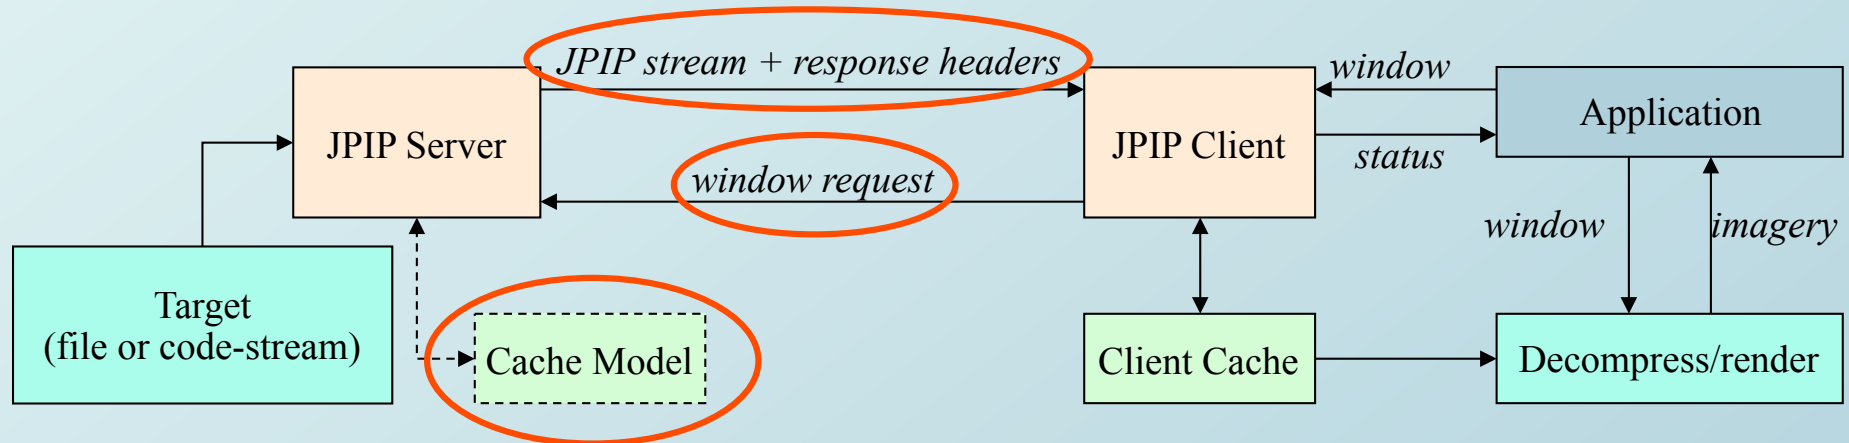 JPIP stream + response headers
window
JPIP Server
JPIP Client
Application
status
window request
window
imagery
Target
(file or code-stream)
Cache Model
Client Cache
Decompress/render